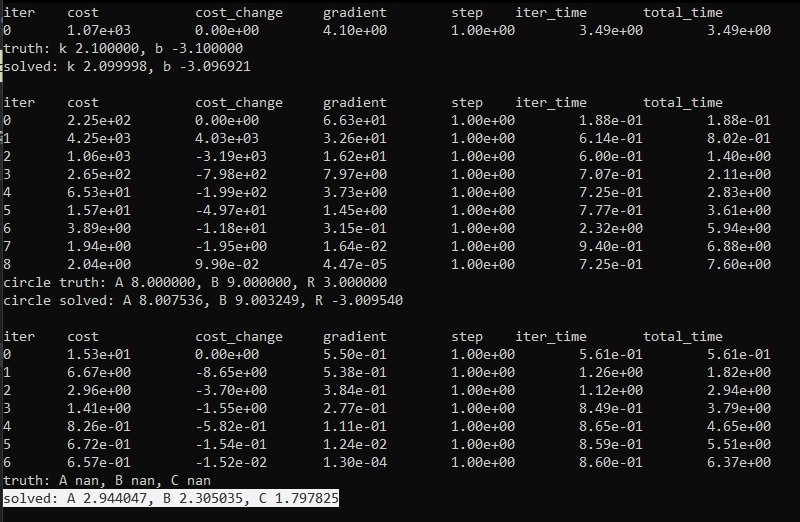 iter cost cost_change gradient step iter_time total_time
0 1.07e+03 0.00e+00 4.10e+00 1.00e+00 3.49e+00 3.49e+00
truth: k 2.100000, b -3.100000
solved: k 2.099998, b -3.096921
iter cost cost_change gradient step iter_time total_time
0 2.25e+02 0.00e+00 6.63e+01 1.00e+00 1.88e-01 1.88e-01
1 4.25e+03 4.03e+03 3.26e+01 1.00e+00 6.14e-01 8.02e-01
2 1.06e+03 -3.19e+03 1.62e+01 1.00e+00 6.00e-01 1.40e+00
3 2.65e+02 -7.98e+02 7.97e+00 1.00e+00 7.07e-01 2.11e+00
4 6.53e+01 -1.99e+02 3.73e+00 1.00e+00 7.25e-01 2.83e+00
5 1.57e+01 -4.97e+01 1.45e+00 1.00e+00 7.77e-01 3.61e+00
6 3.89e+00 -1.18e+01 3.15e-01 1.00e+00 2.32e+00 5.94e+00
7 1.94e+00 -1.95e+00 1.64e-02 1.00e+00 9.40e-01 6.88e+00
8 2.04e+00 9.90e-02 4.47e-05 1.00e+00 7.25e-01 7.60e+00
circle truth: A 8.000000, B 9.000000, R 3.000000
circle solved: A 8.007536, B 9.003249, R -3.009540
iter cost cost_change gradient step iter_time total_time
0 1.53e+01 0.00e+00 5.50e-01 1.00e+00 5.61e-01 5.61e-01
1 6.67e+00 -8.65e+00 5.38e-01 1.00e+00 1.26e+00 1.82e+00
2 2.96e+00 -3.70e+00 3.84e-01 1.00e+00 1.12e+00 2.94e+00
3 1.41e+00 -1.55e+00 2.77e-01 1.00e+00 8.49e-01 3.79e+00
4 8.26e-01 -5.82e-01 1.11e-01 1.00e+00 8.65e-01 4.65e+00
5 6.72e-01 -1.54e-01 1.24e-02 1.00e+00 8.59e-01 5.51e+00
6 6.57e-01 -1.52e-02 1.30e-04 1.00e+00 8.60e-01 6.37e+00
truth: A nan, B nan, C nan
solved: A 2.944047, B 2.305035, C 1.797825